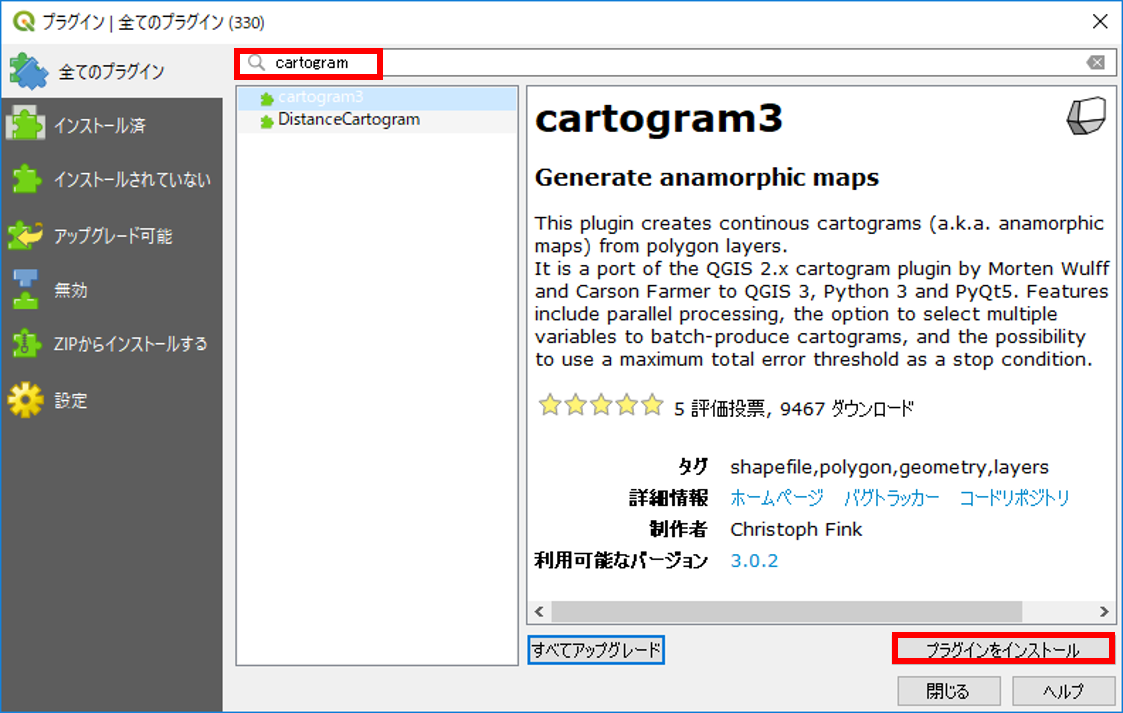 プラグイン | 全てのプラグイン (330)
全てのプラグイン
インストール済
インストールされていない
アップグレード可能
無効
ZIPからインストールする
設定
cartogram
cartogram3
DistanceCartogram
cartogram3
Generate anamorphic maps
This plugin creates continous cartograms (a.k.a. anamorphic
maps) from polygon layers.
It is a port of the QGIS 2.x cartogram plugin by Morten Wulff
and Carson Farmer to QGIS 3, Python 3 and PyQt5. Features
include parallel processing, the option to select multiple
variables to batch-produce cartograms, and the possibility
to use a maximum total error threshold as a stop condition.
5 評価投票, 9467 ダウンロード
タグ shapefile,polygon,geometry,layers
詳細情報 ホームページ バグトラッカー コードリポジトリ
制作者 Christoph Fink
利用可能なバージョン 3.0.2
すべてアップグレード プラグインをインストール
閉じる ヘルプ